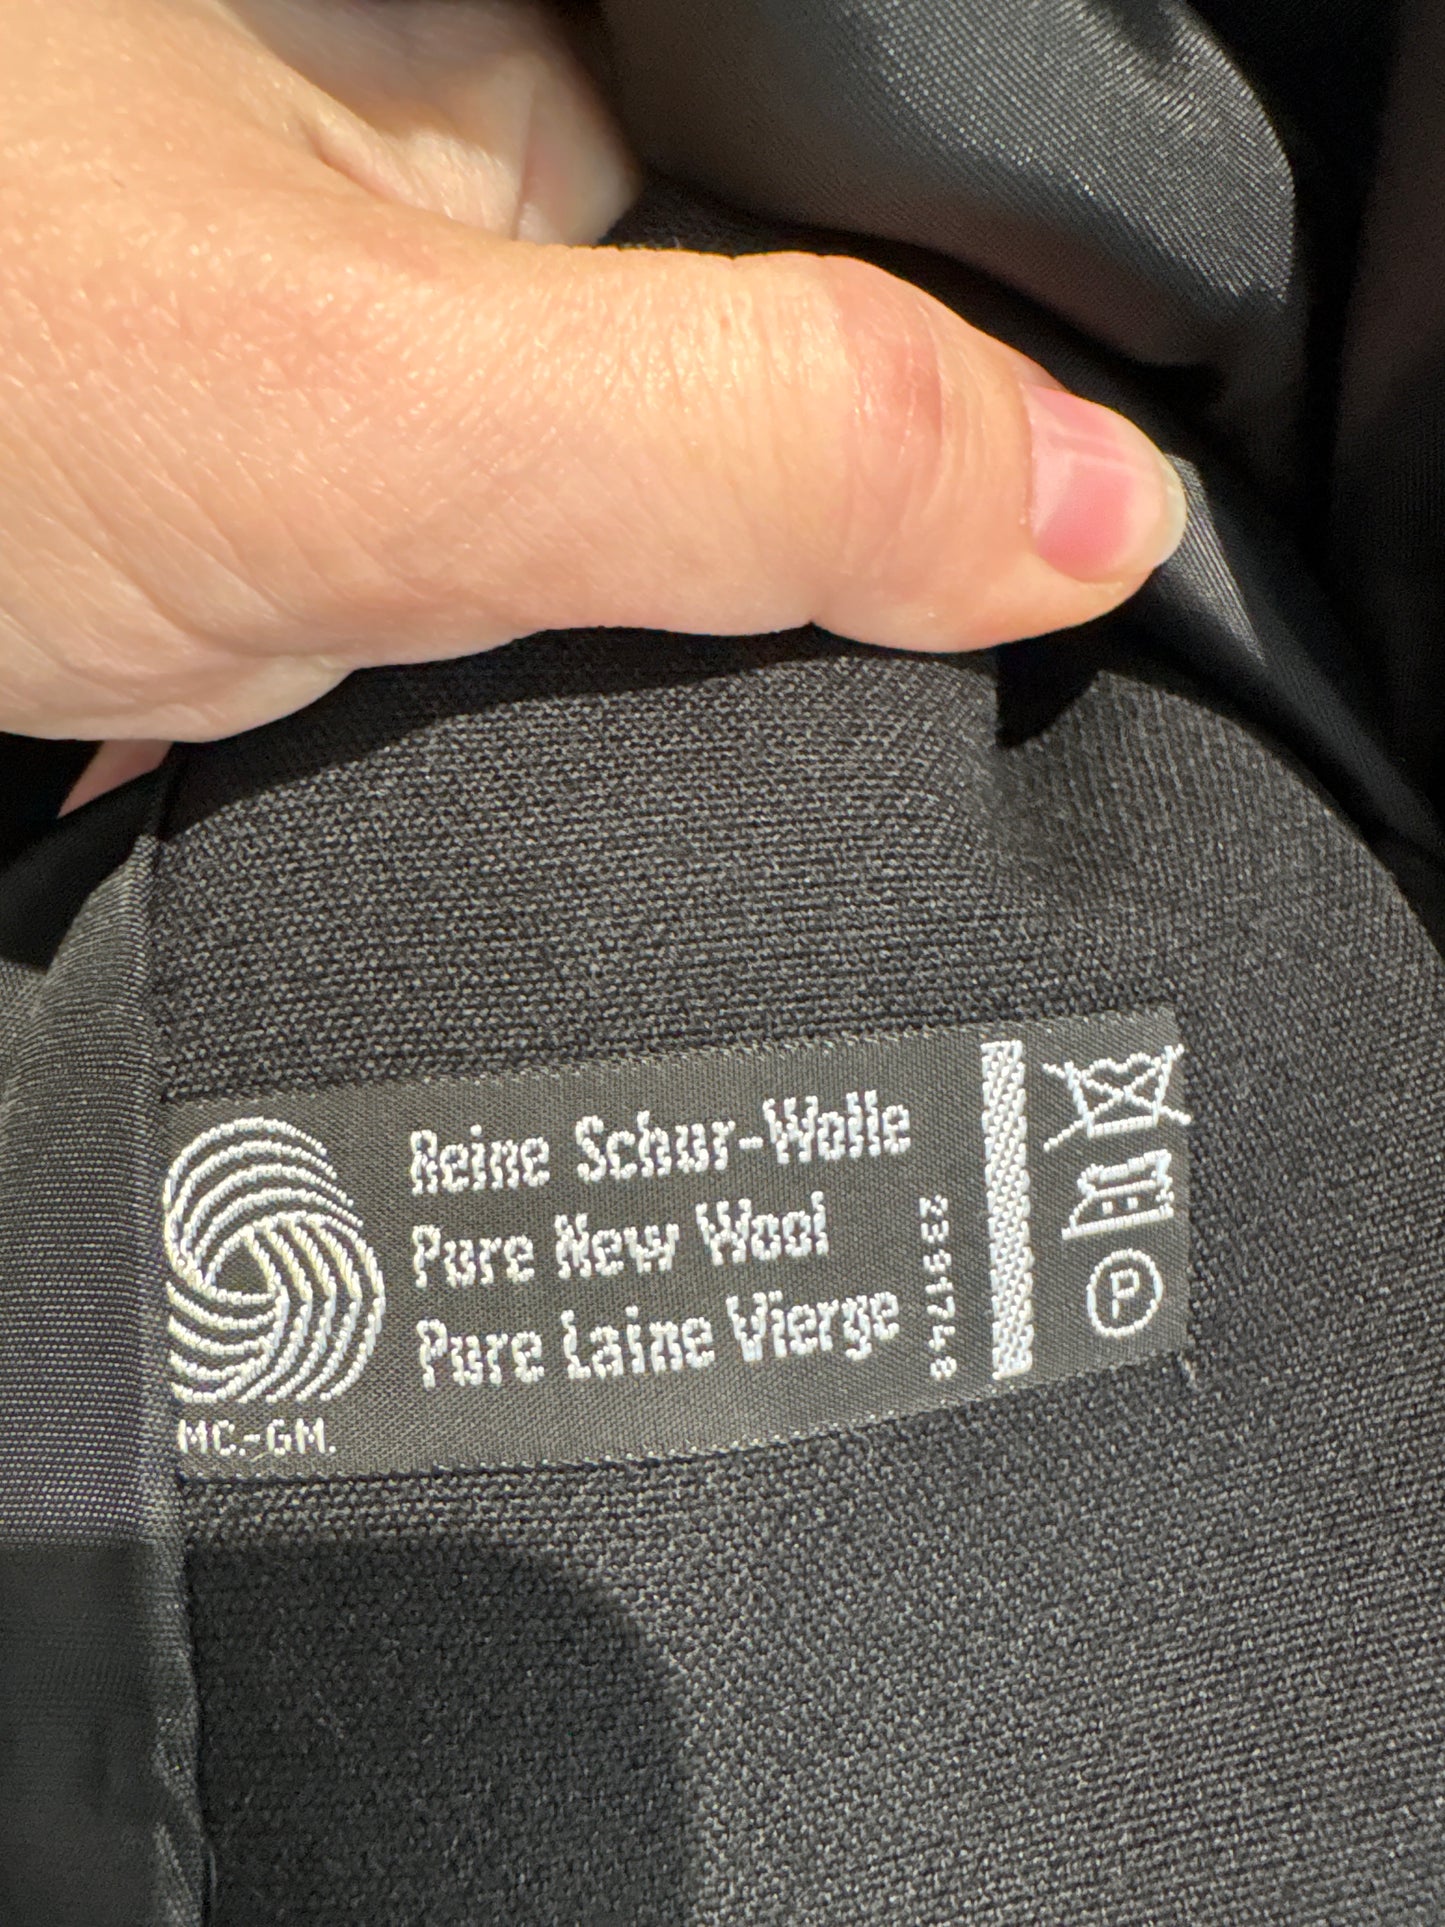 Reine Schur-Wolle
Pure New Wool
Pure Laine Vierge
MC.-GM.
P